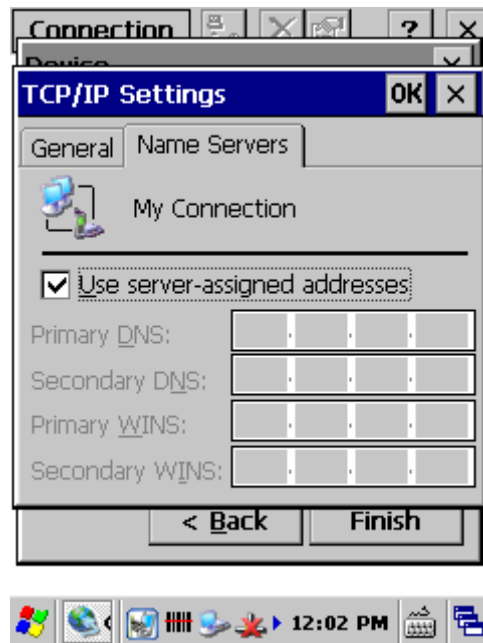 Connection ? ×
Device
TCP/IP Settings OK ×
General Name Servers
My Connection
Use server-assigned addresses
Primary DNS:
Secondary DNS:
Primary WINS:
Secondary WINS:
< Back Finish
12:02 PM